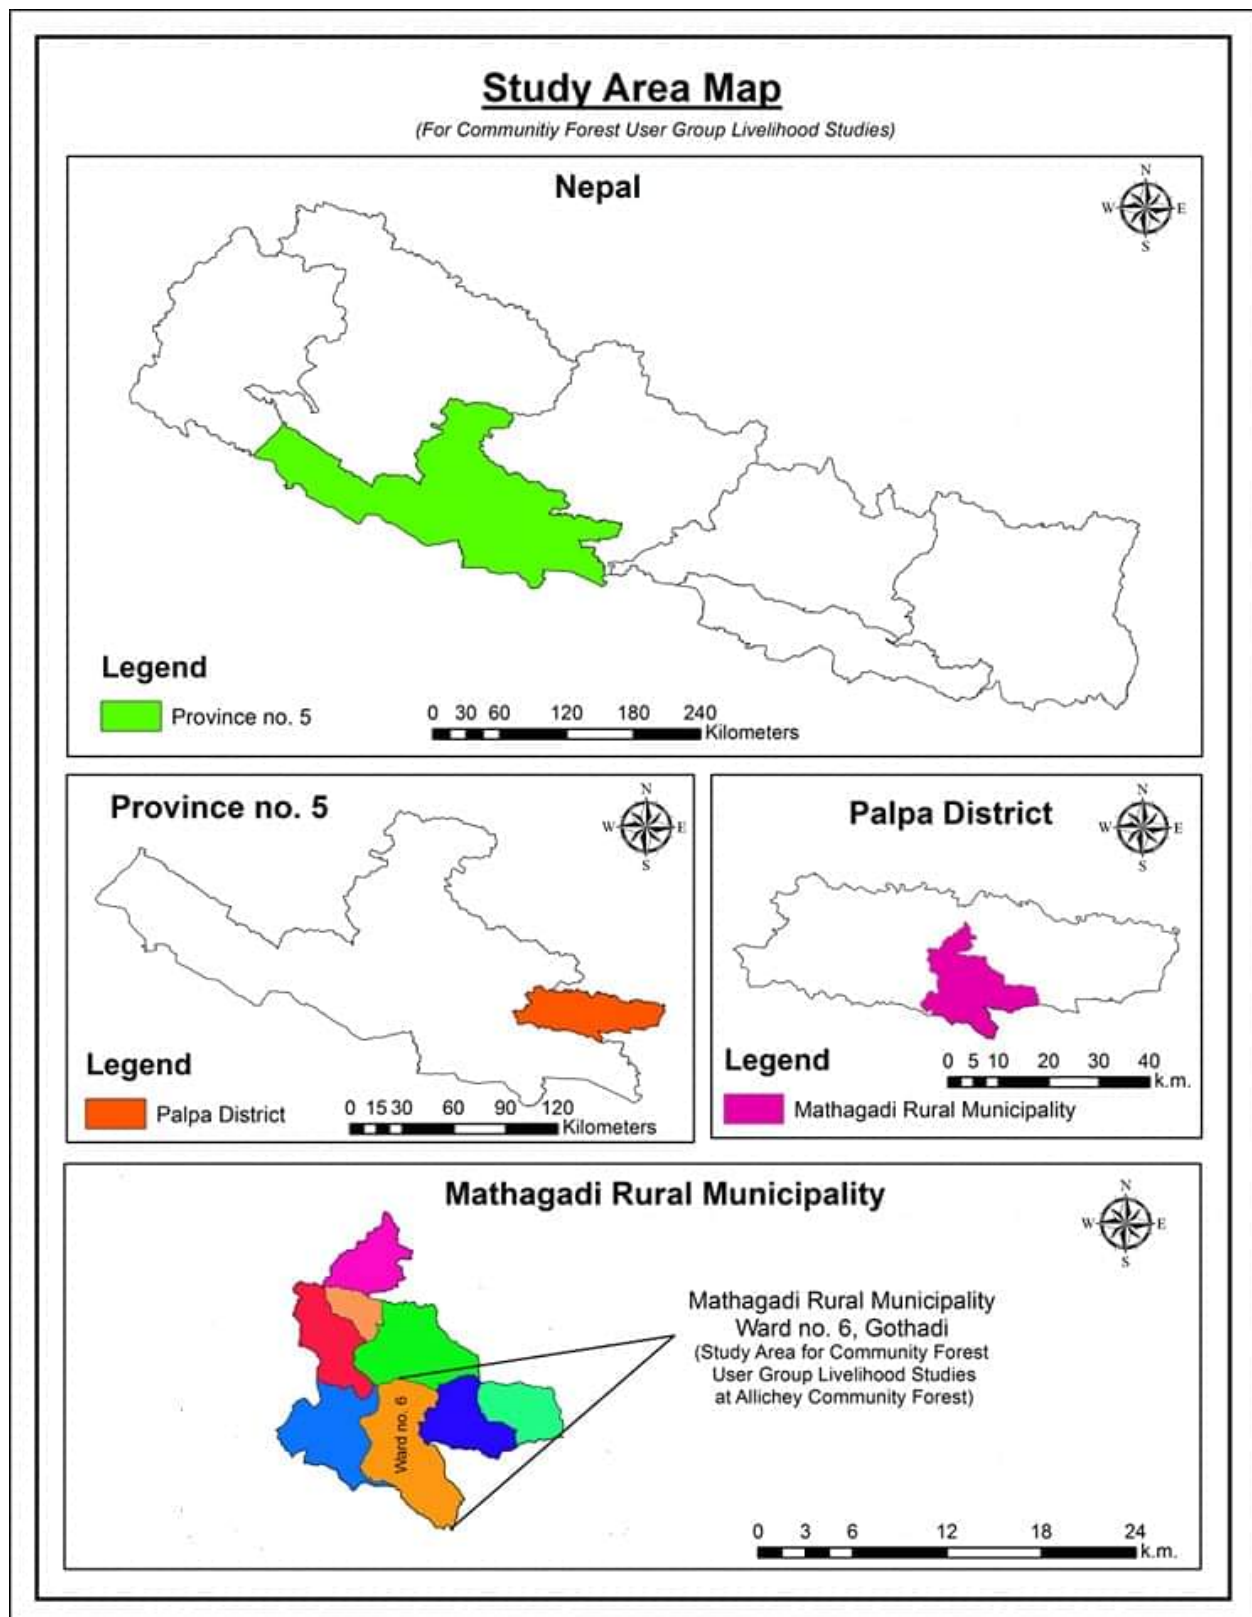 Study Area Map
(For Communitiy Forest User Group Livelihood Studies)
Nepal
N
W E
S
Legend
Province no. 5
0 30 60 120 180 240
Kilometers
Province no. 5
N
W E
S
Legend
Palpa District
0 15 30 60 90 120
Kilometers
Palpa District
N
W E
S
Legend
0 5 10 20 30 40
k.m.
Mathagadi Rural Municipality
Mathagadi Rural Municipality
N
W E
S
Mathagadi Rural Municipality
Ward no. 6, Gothadi
(Study Area for Community Forest
User Group Livelihood Studies
at Allichey Community Forest)
Ward no. 6
0 3 6 12 18 24
k.m.